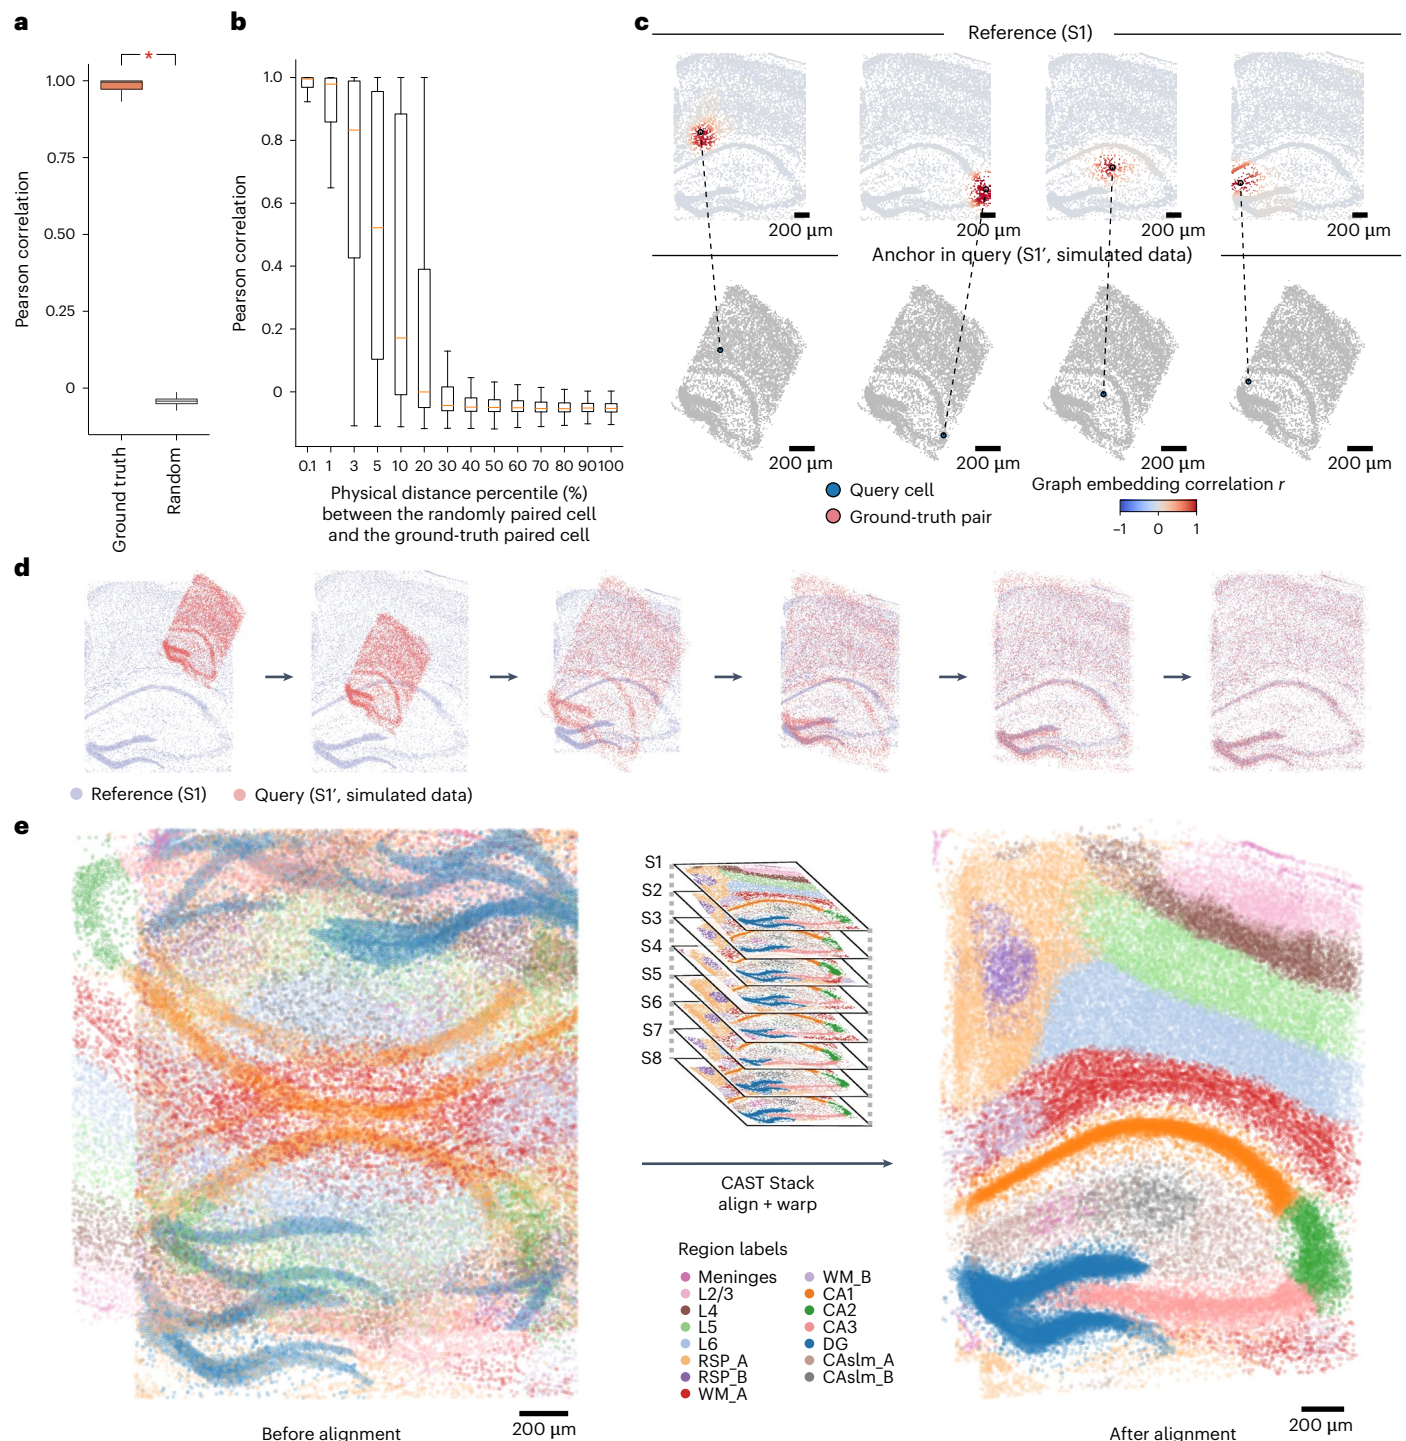 a
*
Pearson correlation
1.00
0.75
0.50
0.25
0
Ground truth
Random
b
Pearson correlation
1.0
0.8
0.6
0.4
0.2
0
0.1 1 3 5 10 20 30 40 50 60 70 80 90 100
Physical distance percentile (%)
between the randomly paired cell
and the ground-truth paired cell
c
Reference (S1)
200 µm 200 µm 200 µm 200 µm
Anchor in query (S1′, simulated data)
200 µm 200 µm 200 µm 200 µm
Query cell
Ground-truth pair
Graph embedding correlation r
–1 0 1
d
Reference (S1) Query (S1′, simulated data)
e
S1
S2
S3
S4
S5
S6
S7
S8
CAST Stack
align + warp
Region labels
Meninges
L2/3
L4
L5
L6
RSP_A
RSP_B
WM_A
WM_B
CA1
CA2
CA3
DG
CAslm_A
CAslm_B
200 µm
Before alignment
200 µm
After alignment